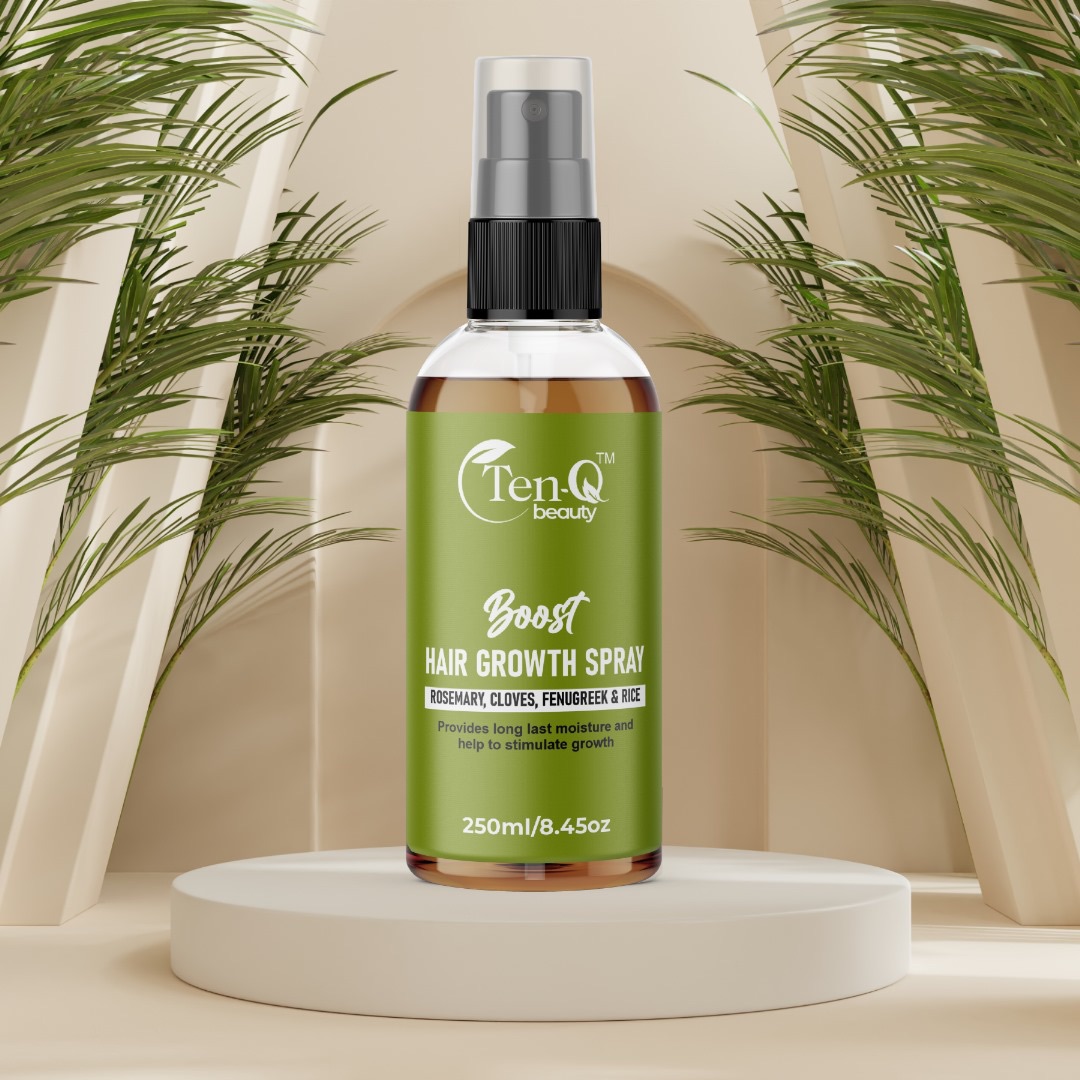 Ten-Q™
beauty
Boost
HAIR GROWTH SPRAY
ROSEMARY, CLOVES, FENUGREEK & RICE
Provides long last moisture and
help to stimulate growth
250ml/8.45oz